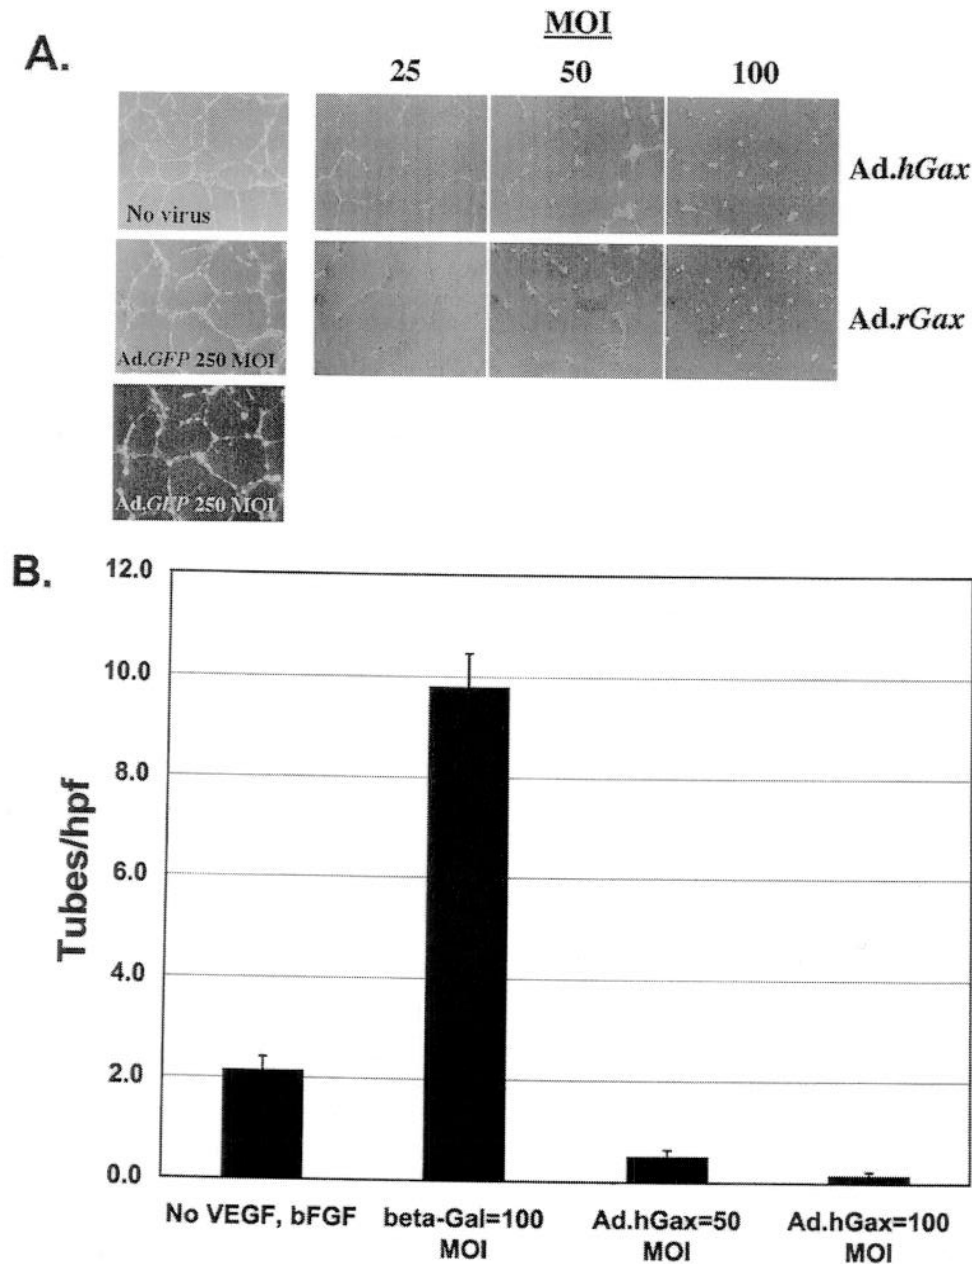 A.
MOI
25 50 100
No virus
Ad.hGax
Ad.GFP 250 MOI
Ad.rGax
Ad.GFP 250 MOI
B.
12.0
10.0
8.0
6.0
4.0
2.0
0.0
Tubes/hpf
No VEGF, bFGF
beta-Gal=100
MOI
Ad.hGax=50
MOI
Ad.hGax=100
MOI